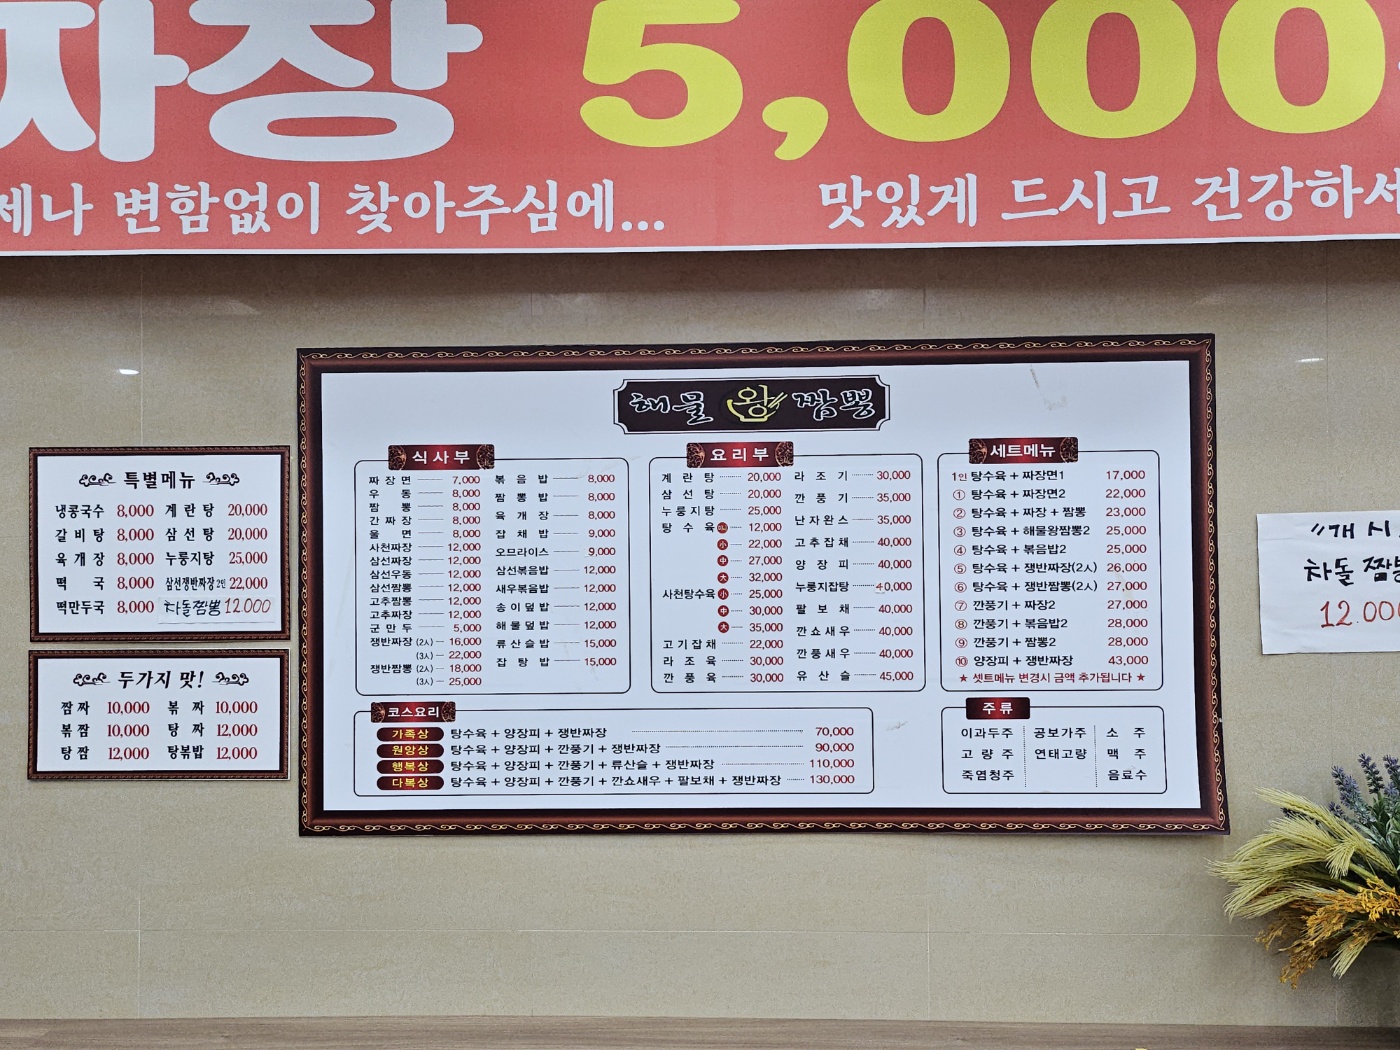 짜장 5,000
제나 변함없이 찾아주심에... 맛있게 드시고 건강하세
해물 왕 짬뽕
특별메뉴
냉콩국수 8,000 계란탕 20,000
갈비탕 8,000 삼선탕 20,000
육개장 8,000 누룽지탕 25,000
떡국 8,000 삼선쟁반짜장2인 22,000
떡만두국 8,000 차돌짬뽕 12.000
두가지 맛!
짬짜 10,000 볶짜 10,000
볶짬 10,000 탕짜 12,000
탕짬 12,000 탕볶밥 12,000
식사부
짜장면 7,000
우동 8,000
짬뽕 8,000
간짜장 8,000
울면 8,000
사천짜장 12,000
삼선짜장 12,000
삼선우동 12,000
삼선짬뽕 12,000
고추짬뽕 12,000
고추짜장 12,000
군만두 5,000
쟁반짜장 (2人) 16,000
(3人) 22,000
쟁반짬뽕 (2人) 18,000
(3人) 25,000
볶음밥 8,000
짬뽕밥 8,000
육개장 8,000
잡채밥 9,000
오므라이스 9,000
삼선볶음밥 12,000
새우볶음밥 12,000
송이덮밥 12,000
해물덮밥 12,000
류산슬밥 15,000
잡탕밥 15,000
요리부
계란탕 20,000
삼선탕 20,000
누룽지탕 25,000
탕수육 미니 12,000
小 22,000
中 27,000
大 32,000
사천탕수육 小 25,000
中 30,000
大 35,000
고기잡채 22,000
라조육 30,000
깐풍육 30,000
라조기 30,000
깐풍기 35,000
난자완스 35,000
고추잡채 40,000
양장피 40,000
누룽지잡탕 40,000
팔보채 40,000
깐쇼새우 40,000
깐풍새우 40,000
유산슬 45,000
세트메뉴
1인 탕수육 + 짜장면1 17,000
① 탕수육 + 짜장면2 22,000
② 탕수육 + 짜장 + 짬뽕 23,000
③ 탕수육 + 해물왕짬뽕2 25,000
④ 탕수육 + 볶음밥2 25,000
⑤ 탕수육 + 쟁반짜장(2人) 26,000
⑥ 탕수육 + 쟁반짬뽕(2人) 27,000
⑦ 깐풍기 + 짜장2 27,000
⑧ 깐풍기 + 볶음밥2 28,000
⑨ 깐풍기 + 짬뽕2 28,000
⑩ 양장피 + 쟁반짜장 43,000
★ 셋트메뉴 변경시 금액 추가됩니다 ★
코스요리
가족상 탕수육 + 양장피 + 쟁반짜장 70,000
원앙상 탕수육 + 양장피 + 깐풍기 + 쟁반짜장 90,000
행복상 탕수육 + 양장피 + 깐풍기 + 류산슬 + 쟁반짜장 110,000
다복상 탕수육 + 양장피 + 깐풍기 + 깐쇼새우 + 팔보채 + 쟁반짜장 130,000
주류
이과두주 공보가주 소주
고량주 연태고량 맥주
죽엽청주 음료수
"개시
차돌 짬뽕
12.000